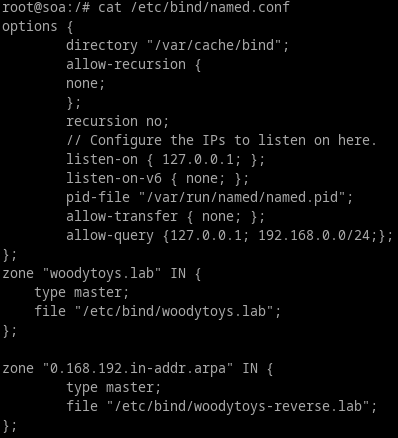 root@soa:/# cat /etc/bind/named.conf
options {
        directory "/var/cache/bind";
        allow-recursion {
        none;
        };
        recursion no;
        // Configure the IPs to listen on here.
        listen-on { 127.0.0.1; };
        listen-on-v6 { none; };
        pid-file "/var/run/named/named.pid";
        allow-transfer { none; };
        allow-query {127.0.0.1; 192.168.0.0/24;};
};
zone "woodytoys.lab" IN {
    type master;
    file "/etc/bind/woodytoys.lab";
};

zone "0.168.192.in-addr.arpa" IN {
        type master;
        file "/etc/bind/woodytoys-reverse.lab";
};